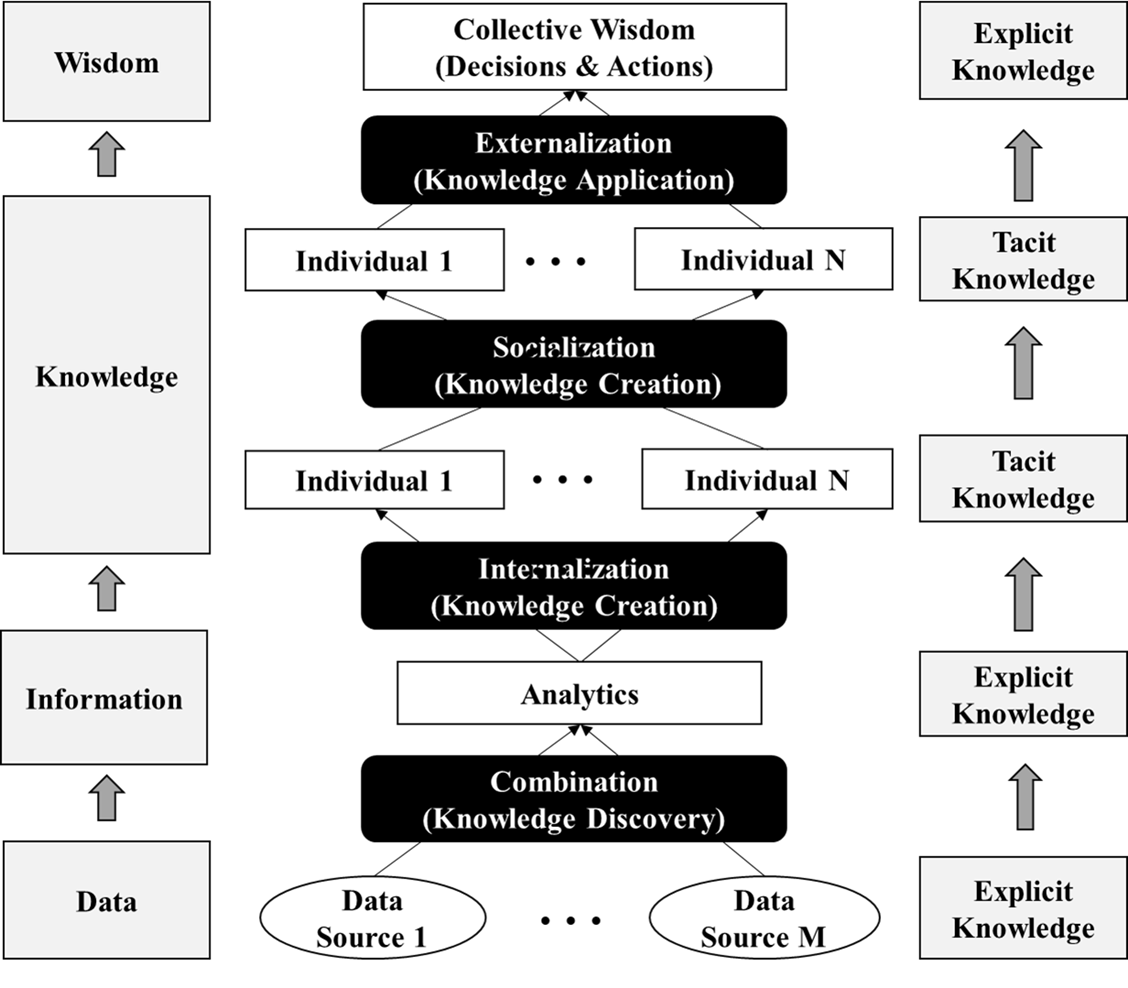 Wisdom
Collective Wisdom
(Decisions & Actions)
Explicit
Knowledge
Externalization
(Knowledge Application)
Individual 1
• • •
Individual N
Tacit
Knowledge
Knowledge
Socialization
(Knowledge Creation)
Individual 1
• • •
Individual N
Tacit
Knowledge
Internalization
(Knowledge Creation)
Information
Analytics
Explicit
Knowledge
Combination
(Knowledge Discovery)
Data
Data
Source 1
• • •
Data
Source M
Explicit
Knowledge